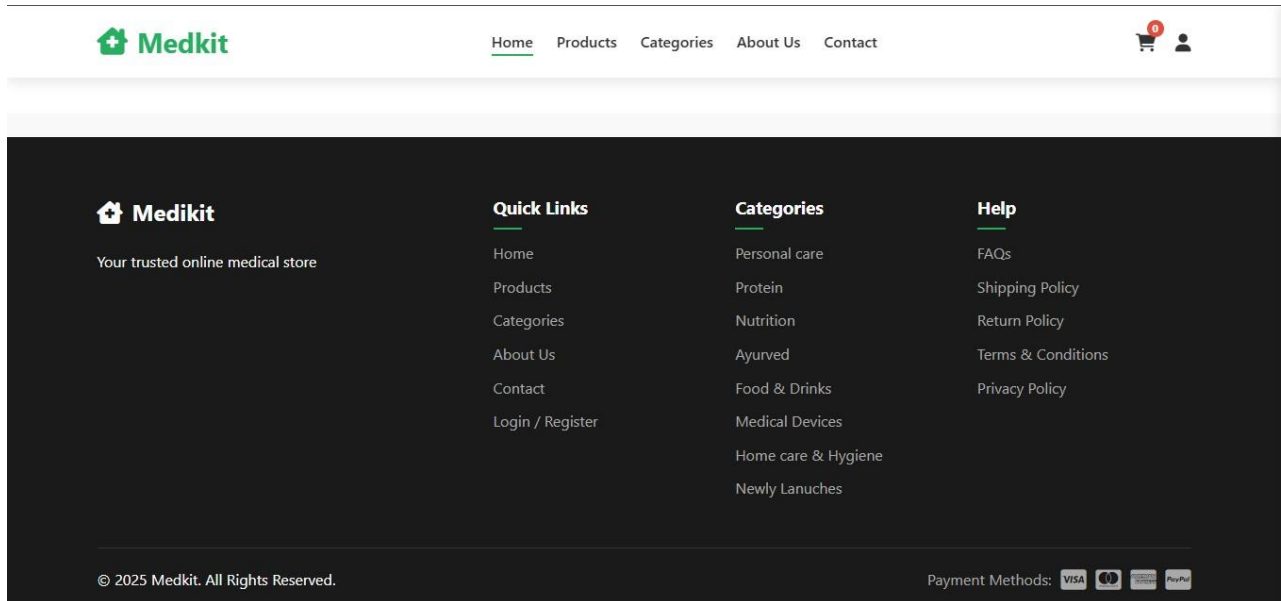 Medkit
Home Products Categories About Us Contact
0
Medikit
Your trusted online medical store
Quick Links
Home
Products
Categories
About Us
Contact
Login / Register
Categories
Personal care
Protein
Nutrition
Ayurved
Food & Drinks
Medical Devices
Home care & Hygiene
Newly Lanuches
Help
FAQs
Shipping Policy
Return Policy
Terms & Conditions
Privacy Policy
© 2025 Medkit. All Rights Reserved.
Payment Methods: VISA PayPal